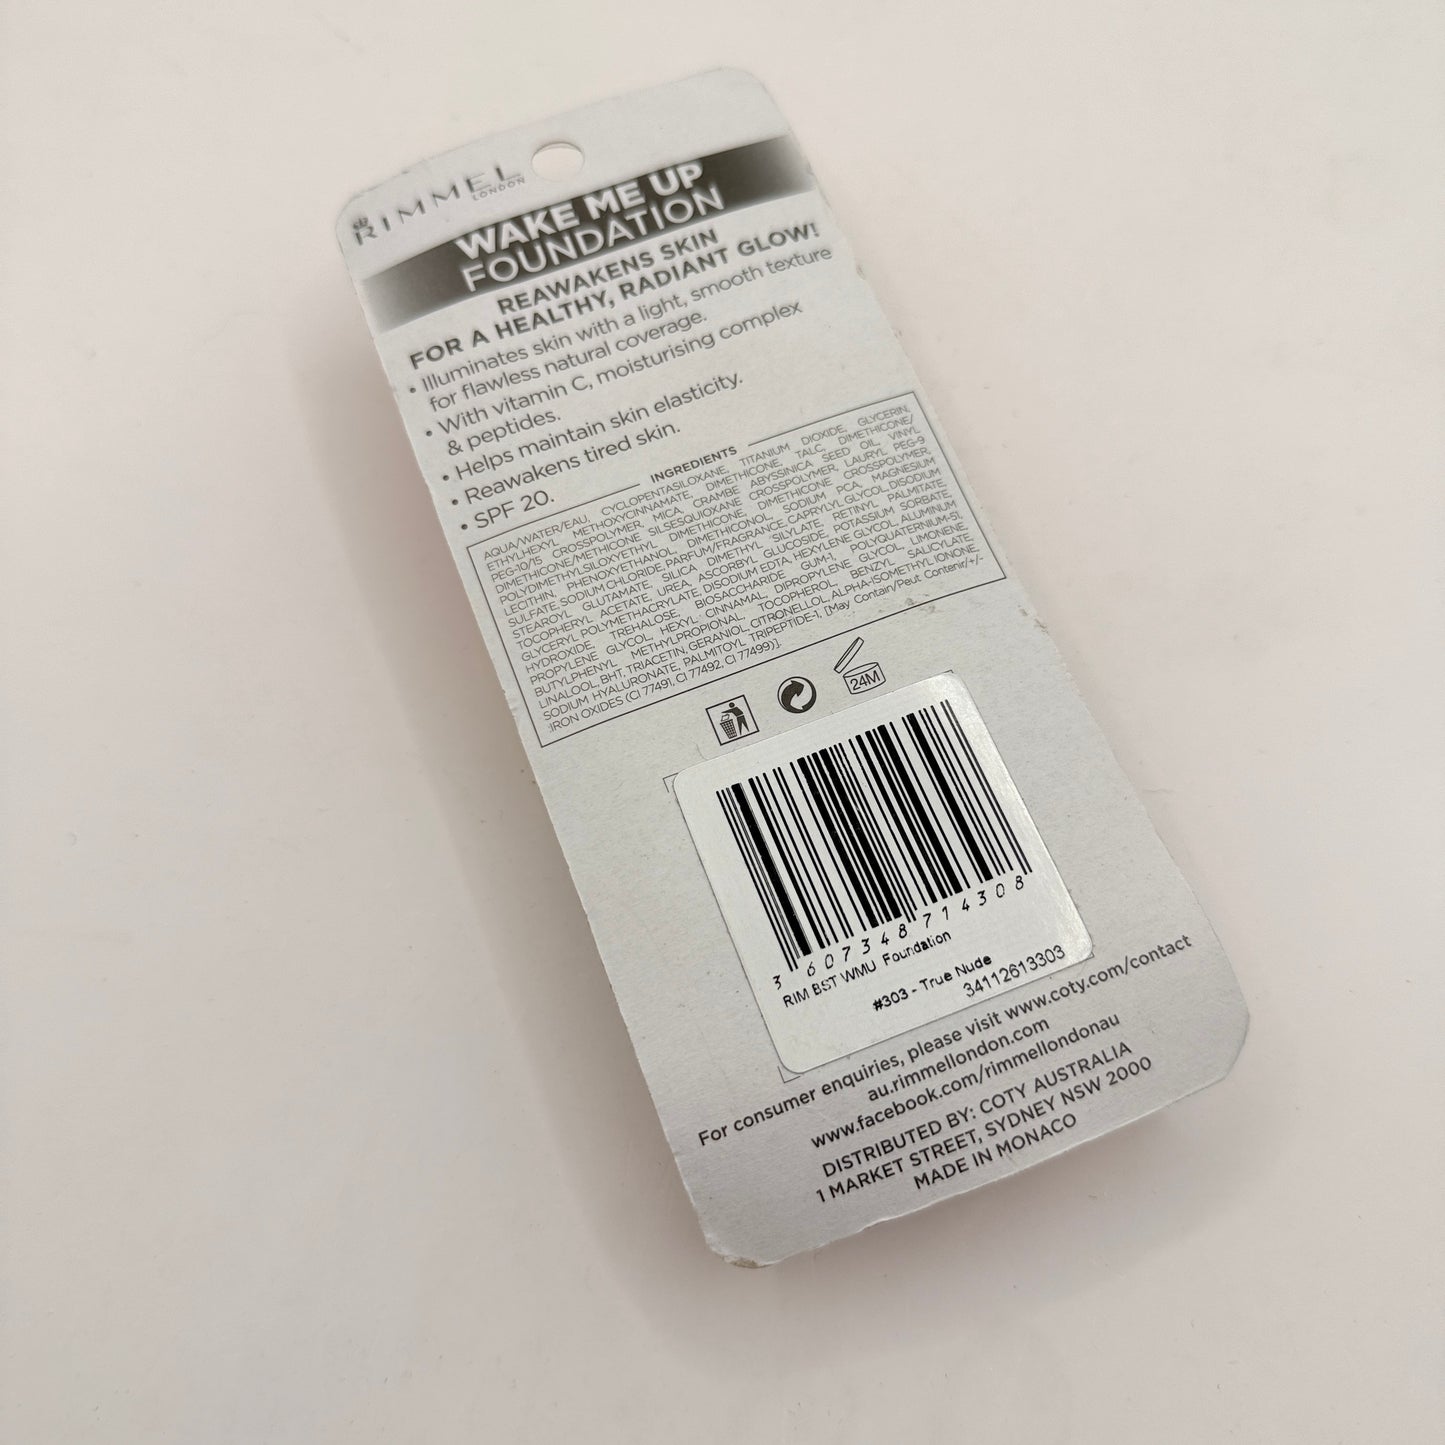 RIMMEL
LONDON
WAKE ME UP
FOUNDATION
REAWAKENS SKIN
FOR A HEALTHY, RADIANT GLOW!
• Illuminates skin with a light, smooth texture
for flawless natural coverage.
• With vitamin C, moisturising complex
& peptides.
• Helps maintain skin elasticity.
• Reawakens tired skin.
• SPF 20.
INGREDIENTS
AQUA/WATER/EAU, CYCLOPENTASILOXANE, TITANIUM DIOXIDE, GLYCERIN,
ETHYLHEXYL METHOXYCINNAMATE, DIMETHICONE, TALC, DIMETHICONE/
PEG-10/15 CROSSPOLYMER, MICA, CRAMBE ABYSSINICA SEED OIL, VINYL
DIMETHICONE/METHICONE SILSESQUIOXANE CROSSPOLYMER, LAURYL PEG-9
POLYDIMETHYLSILOXYETHYL DIMETHICONE, DIMETHICONE CROSSPOLYMER,
LECITHIN, PHENOXYETHANOL, DIMETHICONOL, SODIUM PCA, MAGNESIUM
SULFATE, SODIUM CHLORIDE, PARFUM/FRAGRANCE, CAPRYLYL GLYCOL, DISODIUM
STEAROYL GLUTAMATE, SILICA DIMETHYL SILYLATE, RETINYL PALMITATE,
TOCOPHERYL ACETATE, UREA, ASCORBYL GLUCOSIDE, POTASSIUM SORBATE,
GLYCERYL POLYMETHACRYLATE, DISODIUM EDTA, HEXYLENE GLYCOL, ALUMINUM
HYDROXIDE, TREHALOSE, BIOSACCHARIDE GUM-1, POLYQUATERNIUM-51,
PROPYLENE GLYCOL, HEXYL CINNAMAL, DIPROPYLENE GLYCOL, LIMONENE,
BUTYLPHENYL METHYLPROPIONAL, TOCOPHEROL, BENZYL SALICYLATE,
LINALOOL, BHT, TRIACETIN, GERANIOL, CITRONELLOL, ALPHA-ISOMETHYL IONONE,
SODIUM HYALURONATE, PALMITOYL TRIPEPTIDE-1, [May Contain/Peut Contenir/+/-
:IRON OXIDES (CI 77491, CI 77492, CI 77499)].
24M
3 607348 714308
RIM BST WMU Foundation
#303 - True Nude
34112613303
For consumer enquiries, please visit www.coty.com/contact
au.rimmellondon.com
www.facebook.com/rimmellondonau
DISTRIBUTED BY: COTY AUSTRALIA
1 MARKET STREET, SYDNEY NSW 2000
MADE IN MONACO